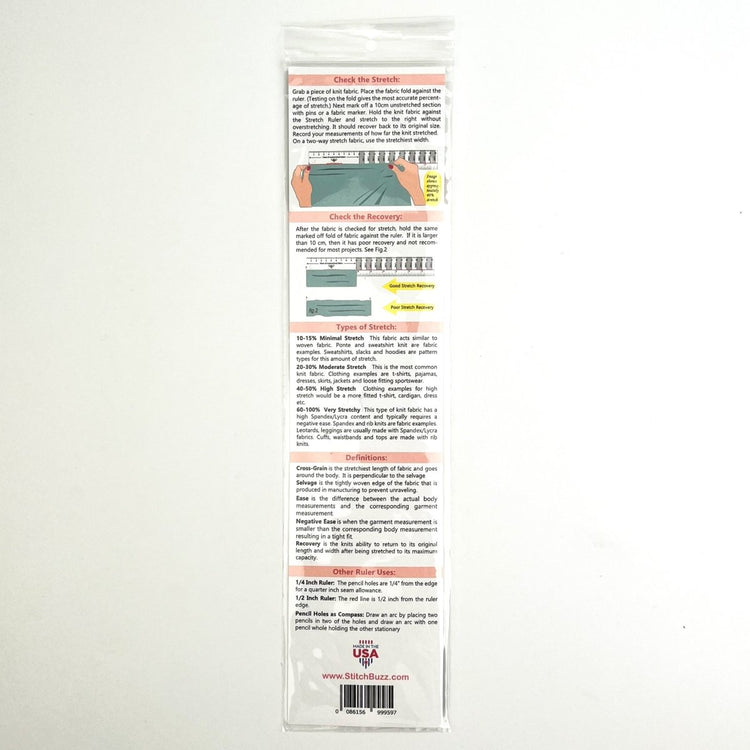 Check the Stretch:
Grab a piece of knit fabric. Place the fabric fold against the
ruler. (Testing on the fold gives the most accurate percent-
age of stretch.) Next mark off a 10cm unstretched section
with pins or a fabric marker. Hold the knit fabric against
the Stretch Ruler and stretch to the right without
overstretching. It should recover back to its original size.
Record your measurements of how far the knit stretched.
On a two-way stretch fabric, use the stretchiest width.
Image
shows
approx
imately
40%
stretch
Check the Recovery:
After the fabric is checked for stretch, hold the same
marked off fold of fabric against the ruler. If it is larger
than 10 cm, then it has poor recovery and not recom-
mended for most projects. See Fig.2
Good Stretch Recovery
Poor Stretch Recovery
fig 2
Types of Stretch:
10-15% Minimal Stretch This fabric acts similar to
woven fabric. Ponte and sweatshirt knit are fabric
examples. Sweatshirts, slacks and hoodies are pattern
types for this amount of stretch.
20-30% Moderate Stretch This is the most common
knit fabric. Clothing examples are t-shirts, pajamas,
dresses, skirts, jackets and loose fitting sportswear.
40-50% High Stretch Clothing examples for high
stretch would be a more fitted t-shirt, cardigan, dress
etc.
60-100% Very Stretchy This type of knit fabric has a
high Spandex/Lycra content and typically requires a
negative ease. Spandex and rib knits are fabric examples.
Leotards, leggings are usually made with Spandex/Lycra
fabrics. Cuffs, waistbands and tops are made with rib
knits.
Definitions:
Cross-Grain is the stretchiest length of fabric and goes
around the body. It is perpendicular to the selvage
Selvage is the tightly woven edge of the fabric that is
produced in manucturing to prevent unraveling.
Ease is the difference between the actual body
measurements and the corresponding garment
measurement.
Negative Ease is when the garment measurement is
smaller than the corresponding body measurement
resulting in a tight fit.
Recovery is the knits ability to return to its original
length and width after being stretched to its maximum
capacity.
Other Ruler Uses:
1/4 Inch Ruler: The pencil holes are 1/4" from the edge
for a quarter inch seam allowance.
1/2 Inch Ruler: The red line is 1/2 inch from the ruler
edge.
Pencil Holes as Compass: Draw an arc by placing two
pencils in two of the holes and draw an arc with one
pencil whole holding the other stationary
MADE IN THE
USA
www.StitchBuzz.com
0 086156 999597